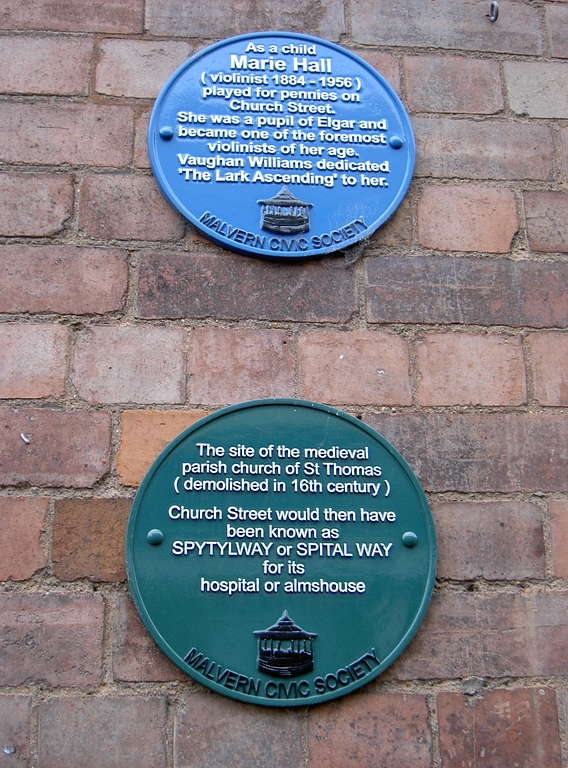 As a child
Marie Hall
( violinist 1884 - 1956 )
played for pennies on
Church Street.
She was a pupil of Elgar and
became one of the foremost
violinists of her age.
Vaughan Williams dedicated
'The Lark Ascending' to her.
MALVERN CIVIC SOCIETY
The site of the medieval
parish church of St Thomas
( demolished in 16th century )
Church Street would then have
been known as
SPYTYLWAY or SPITAL WAY
for its
hospital or almshouse
MALVERN CIVIC SOCIETY